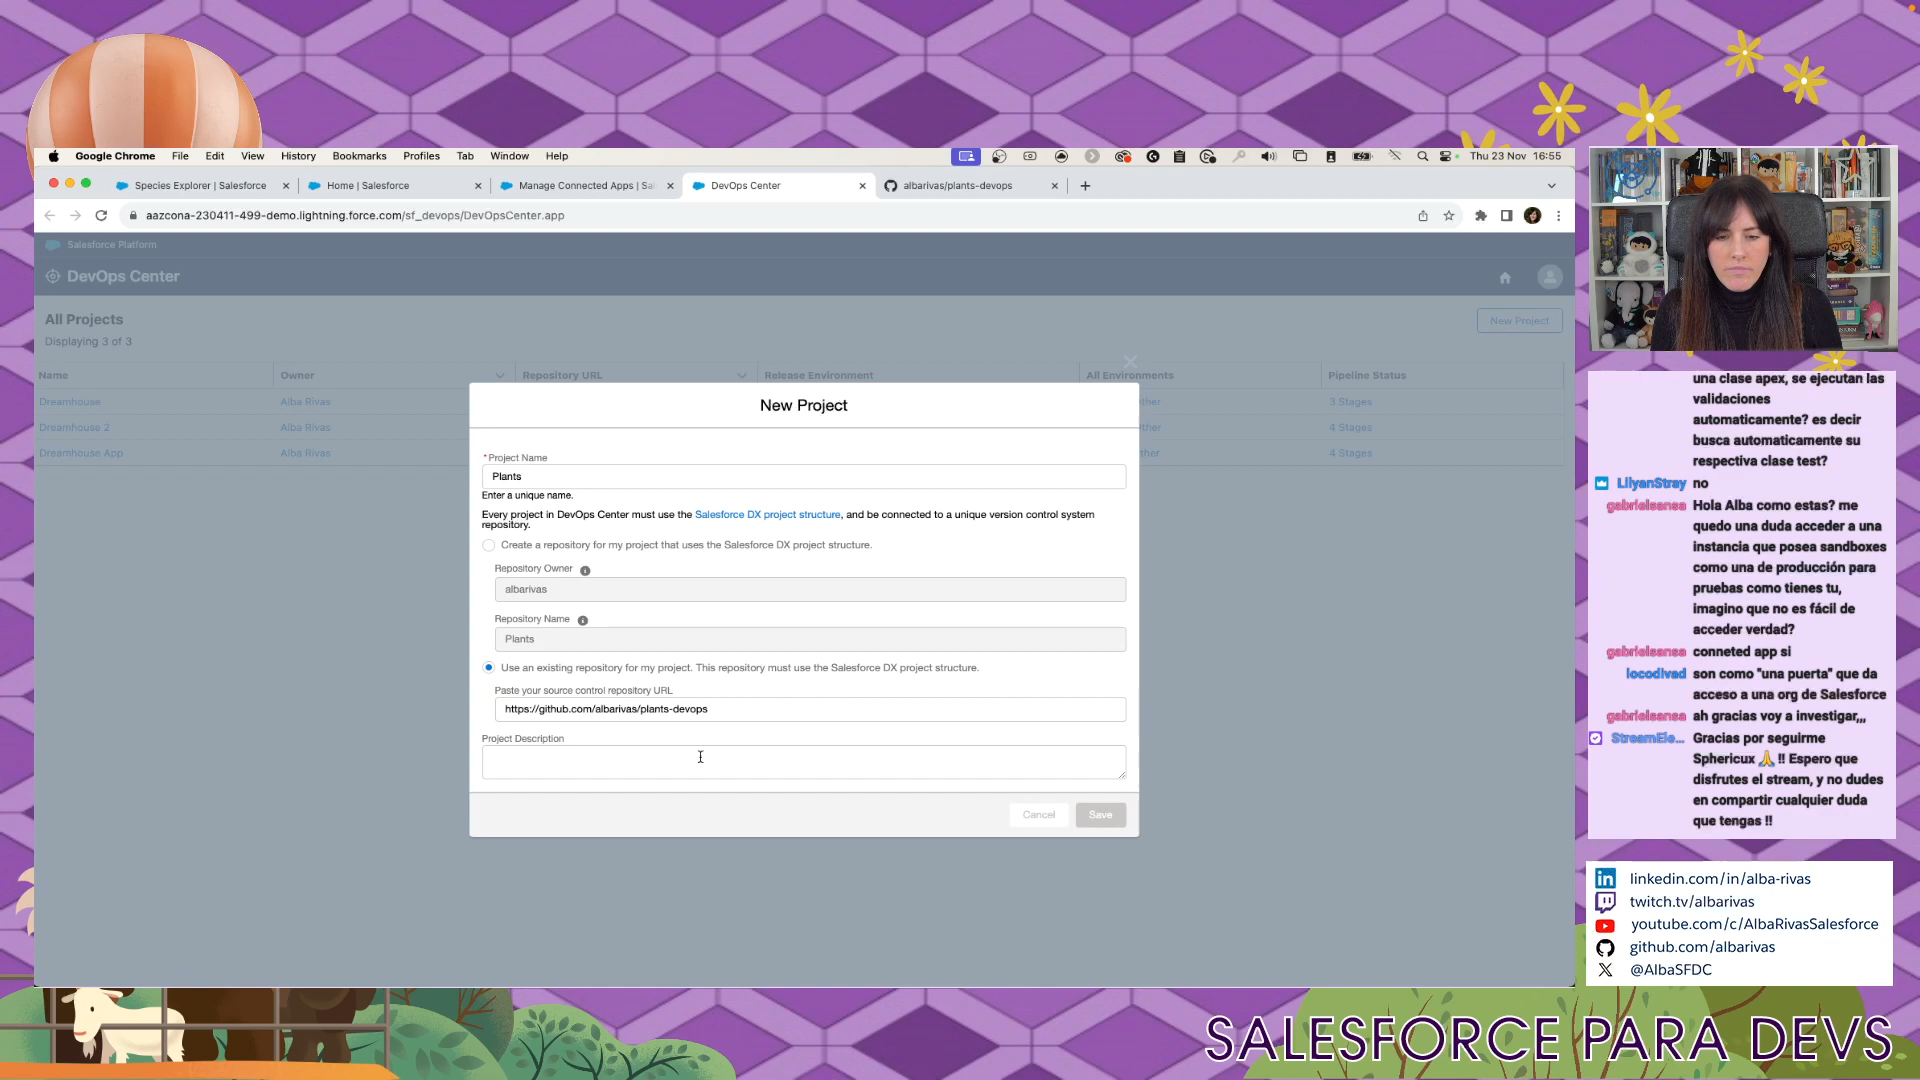 Google Chrome File Edit View History Bookmarks Profiles Tab Window Help
Thu 23 Nov 16:55
Species Explorer | Salesforce
Home | Salesforce
Manage Connected Apps | Sal
DevOps Center
albarivas/plants-devops
aazcona-230411-499-demo.lightning.force.com/sf_devops/DevOpsCenter.app
Salesforce Platform
DevOps Center
All Projects
Displaying 3 of 3
New Project
Name Owner Repository URL Release Environment All Environments Pipeline Status
Dreamhouse Alba Rivas ther 3 Stages
Dreamhouse 2 Alba Rivas ther 4 Stages
Dreamhouse App Alba Rivas ther 4 Stages
New Project
*Project Name
Plants
Enter a unique name.
Every project in DevOps Center must use the Salesforce DX project structure, and be connected to a unique version control system
repository.
Create a repository for my project that uses the Salesforce DX project structure.
Repository Owner
albarivas
Repository Name
Plants
Use an existing repository for my project. This repository must use the Salesforce DX project structure.
Paste your source control repository URL
https://github.com/albarivas/plants-devops
Project Description
Cancel Save
una clase apex, se ejecutan las
validaciones
automaticamente? es decir
busca automaticamente su
respectiva clase test?
LilyanStray no
gabrielsansa Hola Alba como estas? me
quedo una duda acceder a una
instancia que posea sandboxes
como una de producción para
pruebas como tienes tu,
imagino que no es fácil de
acceder verdad?
gabrielsansa conneted app si
locodivad son como "una puerta" que da
acceso a una org de Salesforce
gabrielsansa ah gracias voy a investigar,,,
StreamEle... Gracias por seguirme
Sphericux 🙏 !! Espero que
disfrutes el stream, y no dudes
en compartir cualquier duda
que tengas !!
linkedin.com/in/alba-rivas
twitch.tv/albarivas
youtube.com/c/AlbaRivasSalesforce
github.com/albarivas
@AlbaSFDC
SALESFORCE PARA DEVS